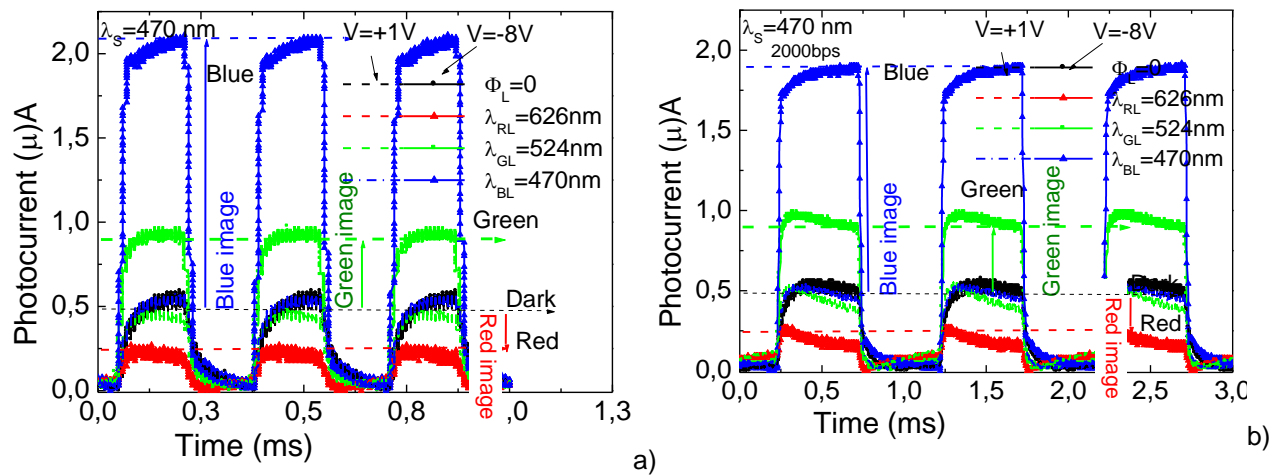 λS=470 nm
V=+1V
V=-8V
Blue
ΦL=0
λRL=626nm
λGL=524nm
λBL=470nm
Green
Dark
Red
Blue image
Green image
Red image
Photocurrent (μ)A
2,0
1,5
1,0
0,5
0,0
0,0 0,3 0,5 0,8 ,0 1,3
Time (ms)
a)
λS=470 nm
2000bps
V=+1V
V=-8V
Blue
ΦL=0
λRL=626nm
λGL=524nm
λBL=470nm
Green
Red
Blue image
Green image
Red image
Photocurrent (μ)A
2,0
1,5
1,0
0,5
0,0
0,0 0,5 1,0 1,5 2,0 2,5 3,0
Time (ms)
b)